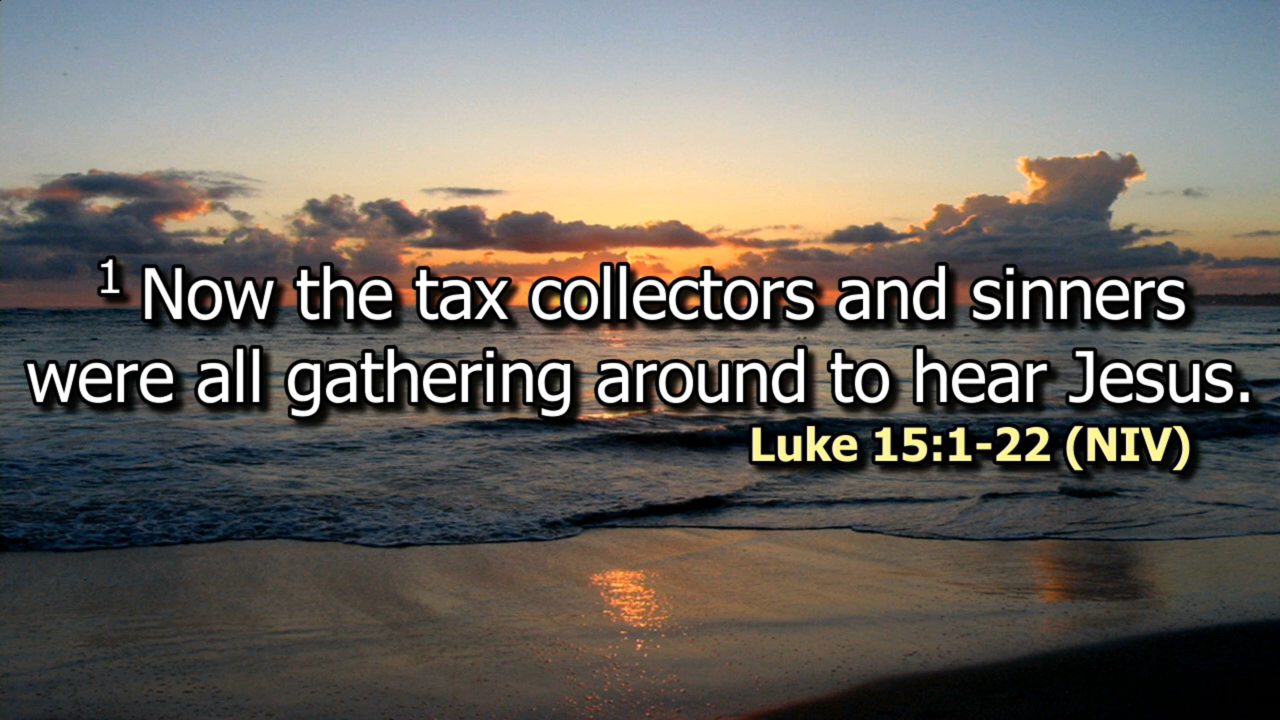 1 Now the tax collectors and sinners
were all gathering around to hear Jesus.
Luke 15:1-22 (NIV)